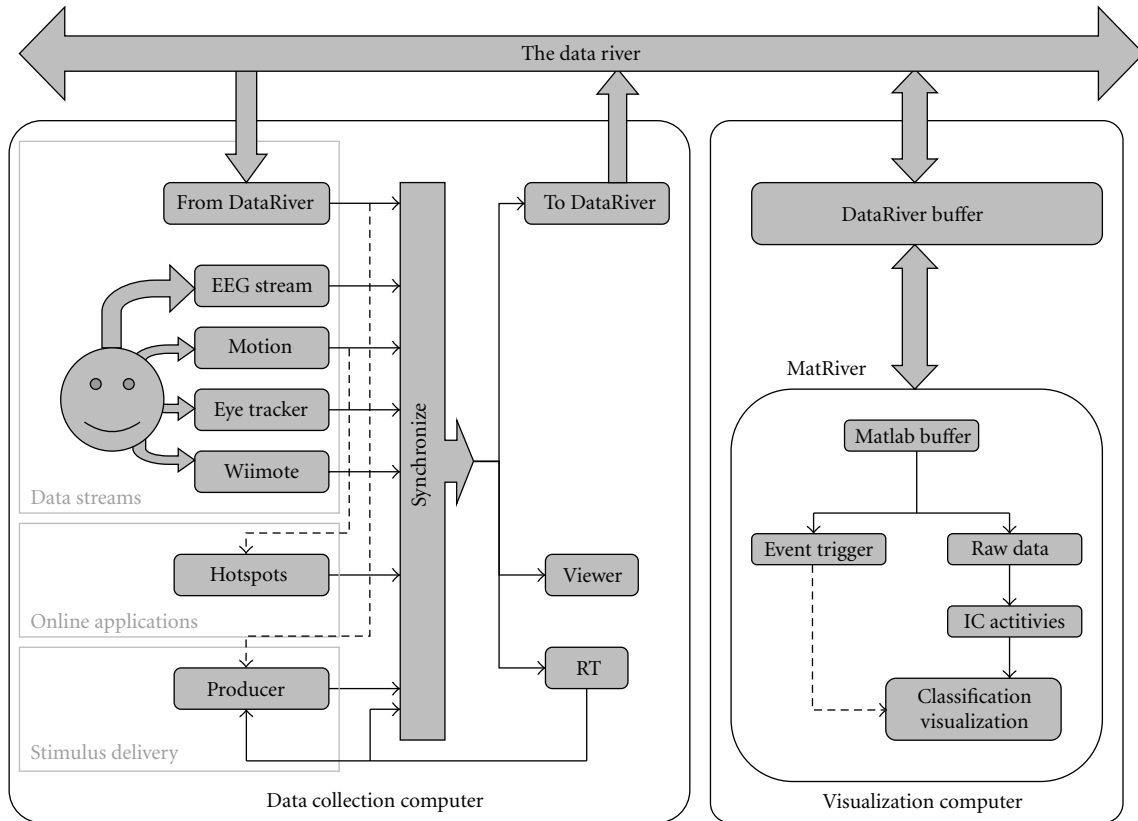 The data river
From DataRiver
EEG stream
Motion
Eye tracker
Wiimote
Data streams
Hotspots
Online applications
Producer
Stimulus delivery
Synchronize
To DataRiver
Viewer
RT
Data collection computer
DataRiver buffer
MatRiver
Matlab buffer
Event trigger
Raw data
IC actitivies
Classification
visualization
Visualization computer